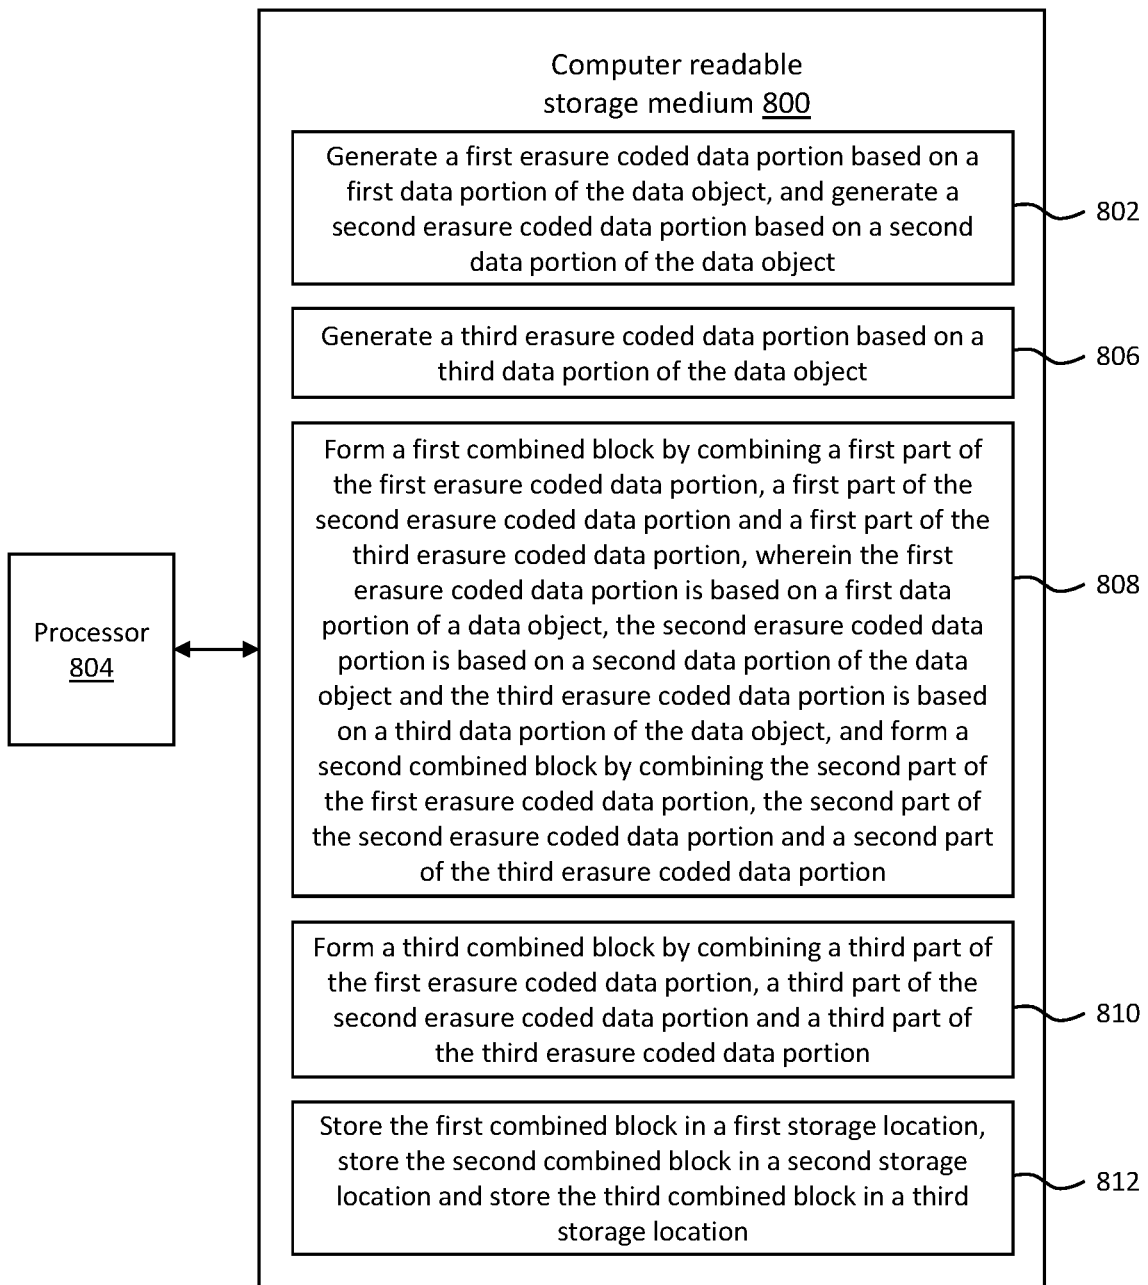 Computer readable
storage medium 800
Generate a first erasure coded data portion based on a
first data portion of the data object, and generate a
second erasure coded data portion based on a second
data portion of the data object
802
Generate a third erasure coded data portion based on a
third data portion of the data object
806
Form a first combined block by combining a first part of
the first erasure coded data portion, a first part of the
second erasure coded data portion and a first part of the
third erasure coded data portion, wherein the first
erasure coded data portion is based on a first data
portion of a data object, the second erasure coded data
portion is based on a second data portion of the data
object and the third erasure coded data portion is based
on a third data portion of the data object, and form a
second combined block by combining the second part of
the first erasure coded data portion, the second part of
the second erasure coded data portion and a second part
of the third erasure coded data portion
808
Processor
804
Form a third combined block by combining a third part of
the first erasure coded data portion, a third part of the
second erasure coded data portion and a third part of
the third erasure coded data portion
810
Store the first combined block in a first storage location,
store the second combined block in a second storage
location and store the third combined block in a third
storage location
812